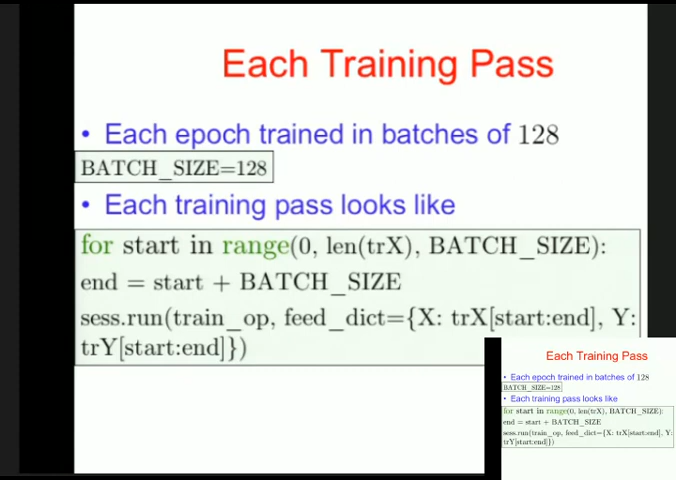 Each Training Pass
• Each epoch trained in batches of 128
BATCH_SIZE=128
• Each training pass looks like
for start in range(0, len(trX), BATCH_SIZE):
end = start + BATCH_SIZE
sess.run(train_op, feed_dict={X: trX[start:end], Y:
trY[start:end]})
Each Training Pass
• Each epoch trained in batches of 128
BATCH_SIZE=128
• Each training pass looks like
for start in range(0, len(trX), BATCH_SIZE):
end = start + BATCH_SIZE
sess.run(train_op, feed_dict={X: trX[start:end], Y:
trY[start:end]})